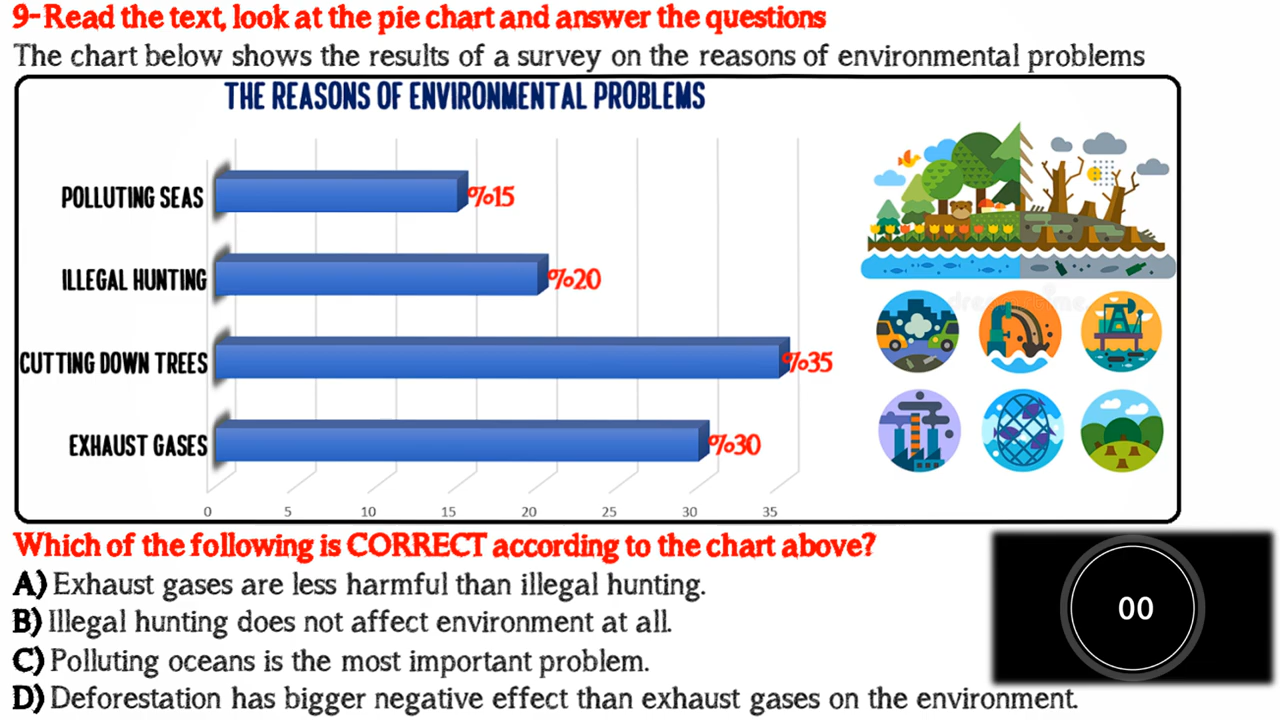 9-Read the text, look at the pie chart and answer the questions
The chart below shows the results of a survey on the reasons of environmental problems
THE REASONS OF ENVIRONMENTAL PROBLEMS
POLLUTING SEAS %15
ILLEGAL HUNTING %20
CUTTING DOWN TREES %35
EXHAUST GASES %30
0 5 10 15 20 25 30 35
Which of the following is CORRECT according to the chart above?
A) Exhaust gases are less harmful than illegal hunting.
B) Illegal hunting does not affect environment at all.
C) Polluting oceans is the most important problem.
D) Deforestation has bigger negative effect than exhaust gases on the environment.
00